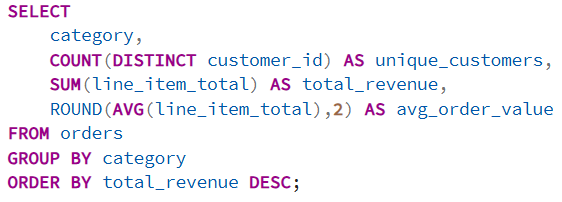 SELECT
    category,
    COUNT(DISTINCT customer_id) AS unique_customers,
    SUM(line_item_total) AS total_revenue,
    ROUND(AVG(line_item_total),2) AS avg_order_value
FROM orders
GROUP BY category
ORDER BY total_revenue DESC;